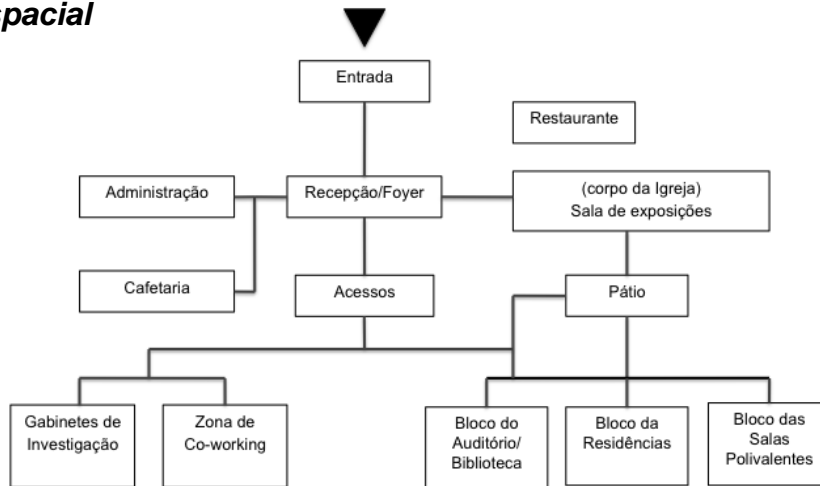 spacial
Entrada
Restaurante
Administração
Recepção/Foyer
(corpo da Igreja)
Sala de exposições
Cafetaria
Acessos
Pátio
Gabinetes de
Investigação
Zona de
Co-working
Bloco do
Auditório/
Biblioteca
Bloco da
Residências
Bloco das
Salas
Polivalentes